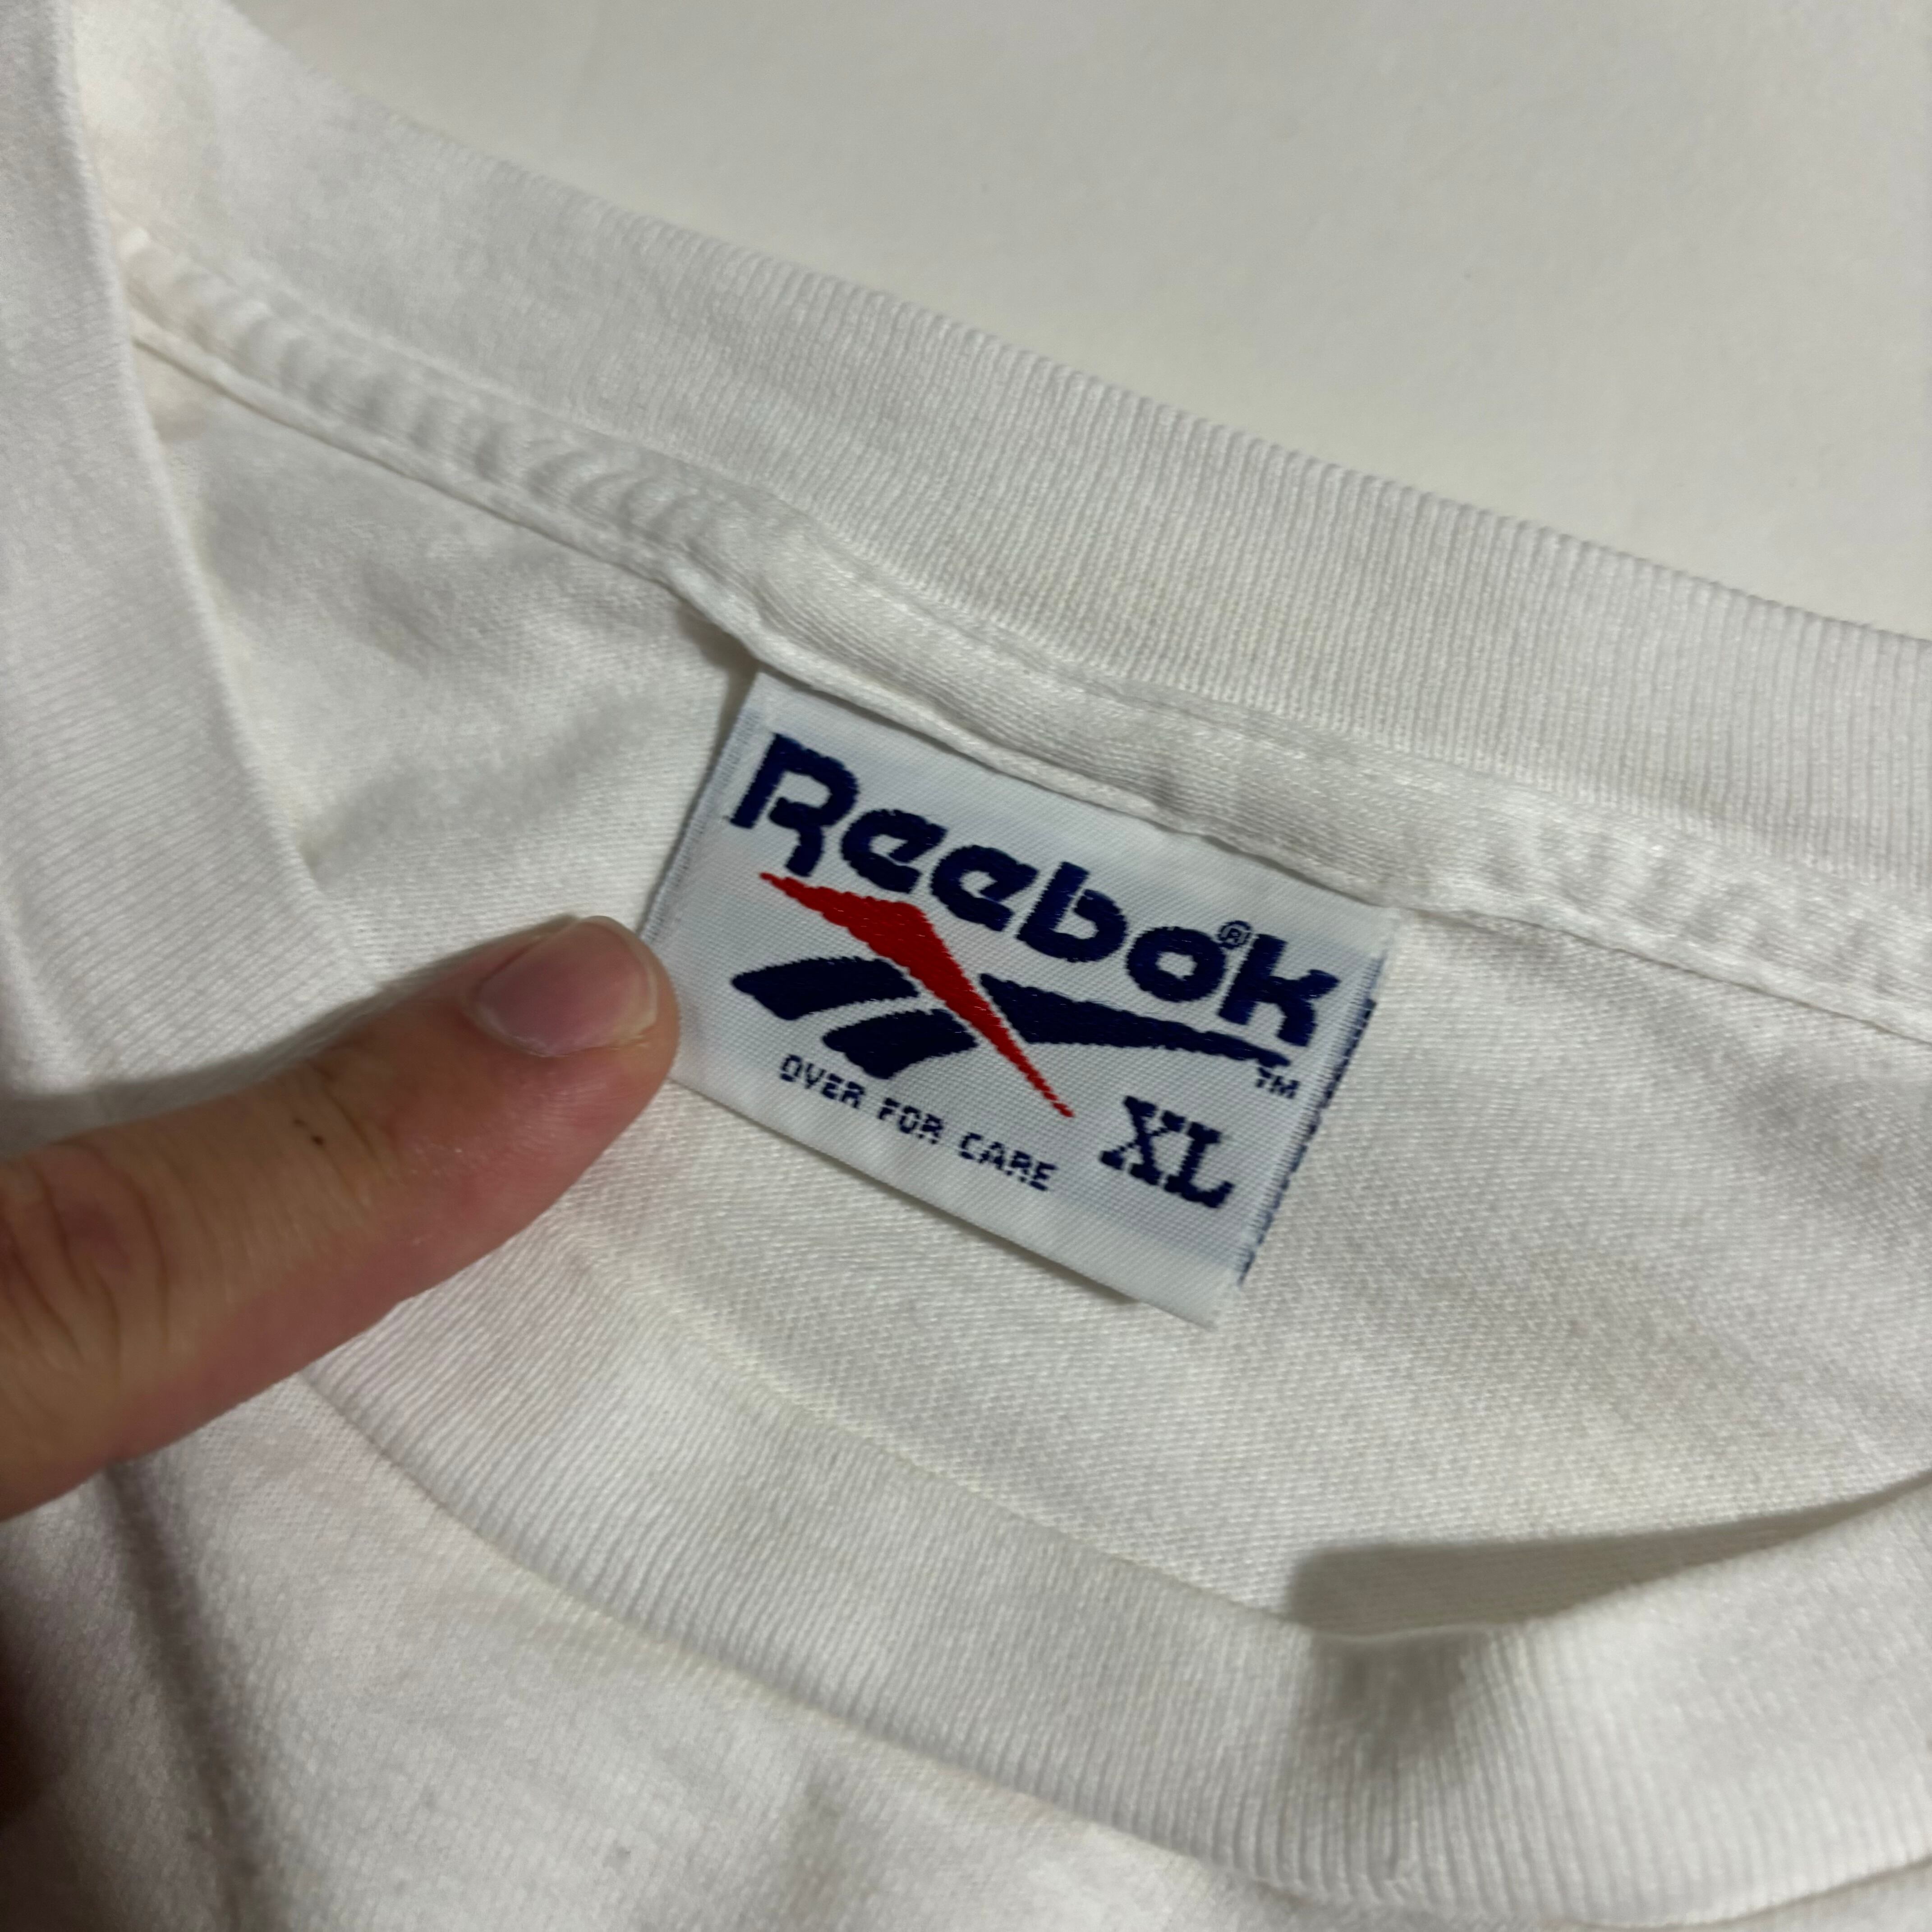 Reebok®
™
OVER FOR CARE XL